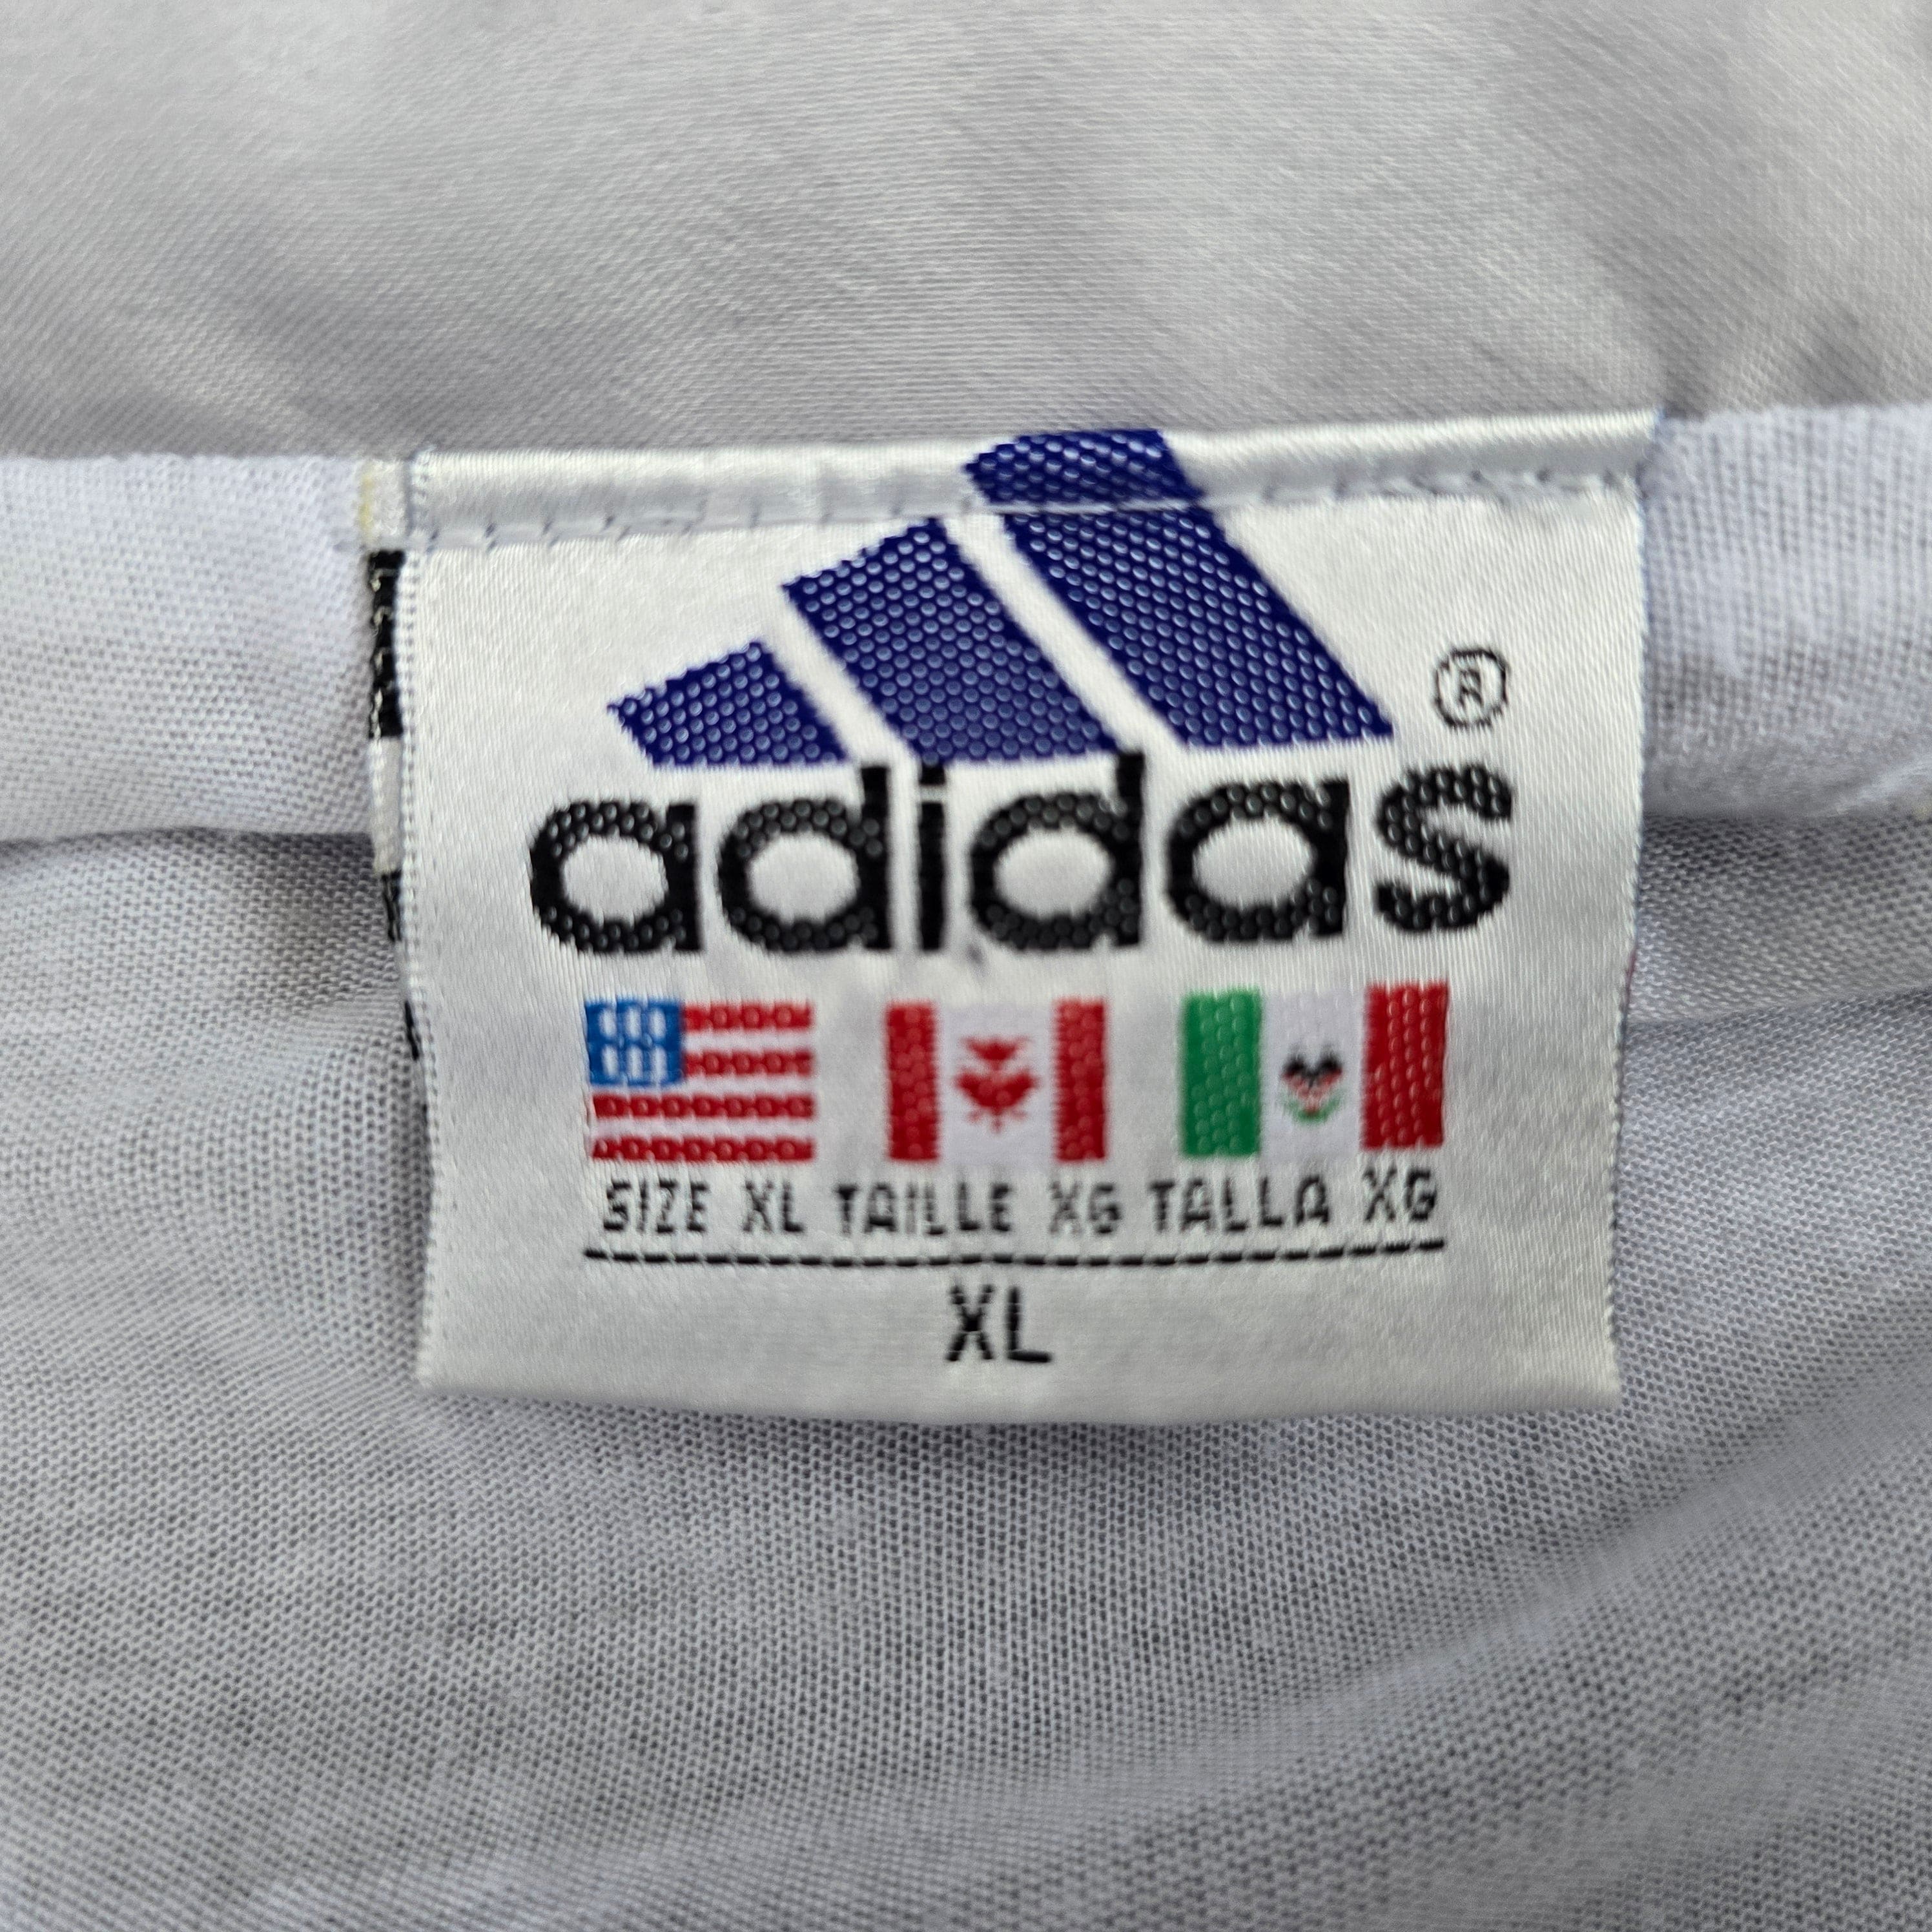 ®
adidas
SIZE XL TAILLE XG TALLA XG
XL